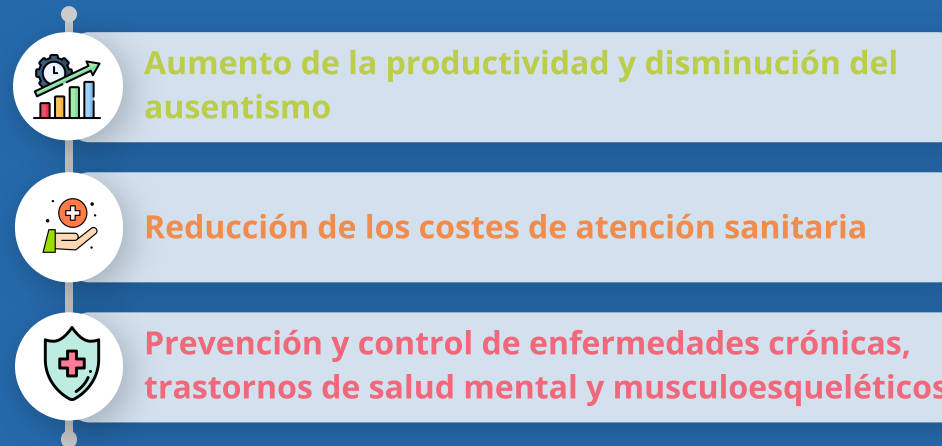 Aumento de la productividad y disminución del
ausentismo
Reducción de los costes de atención sanitaria
Prevención y control de enfermedades crónicas,
trastornos de salud mental y musculoesqueléticos